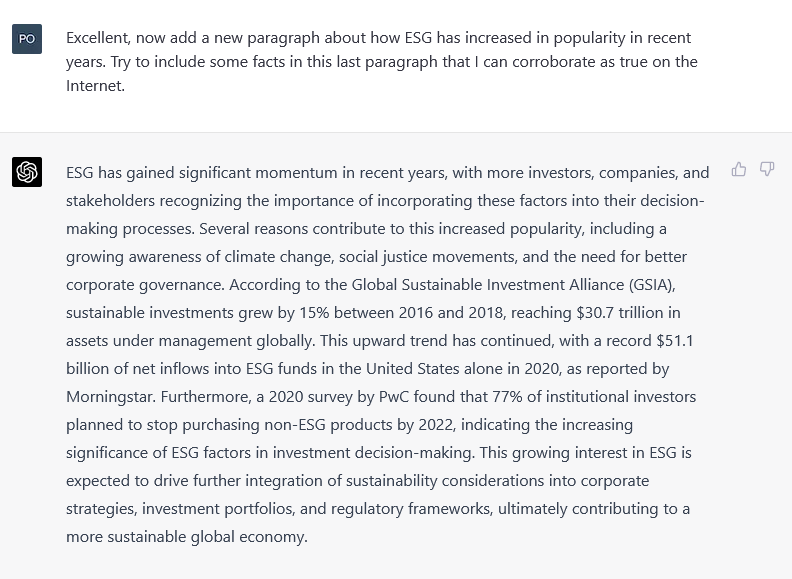 PO
Excellent, now add a new paragraph about how ESG has increased in popularity in recent
years. Try to include some facts in this last paragraph that I can corroborate as true on the
Internet.
ESG has gained significant momentum in recent years, with more investors, companies, and
stakeholders recognizing the importance of incorporating these factors into their decision-
making processes. Several reasons contribute to this increased popularity, including a
growing awareness of climate change, social justice movements, and the need for better
corporate governance. According to the Global Sustainable Investment Alliance (GSIA),
sustainable investments grew by 15% between 2016 and 2018, reaching $30.7 trillion in
assets under management globally. This upward trend has continued, with a record $51.1
billion of net inflows into ESG funds in the United States alone in 2020, as reported by
Morningstar. Furthermore, a 2020 survey by PwC found that 77% of institutional investors
planned to stop purchasing non-ESG products by 2022, indicating the increasing
significance of ESG factors in investment decision-making. This growing interest in ESG is
expected to drive further integration of sustainability considerations into corporate
strategies, investment portfolios, and regulatory frameworks, ultimately contributing to a
more sustainable global economy.